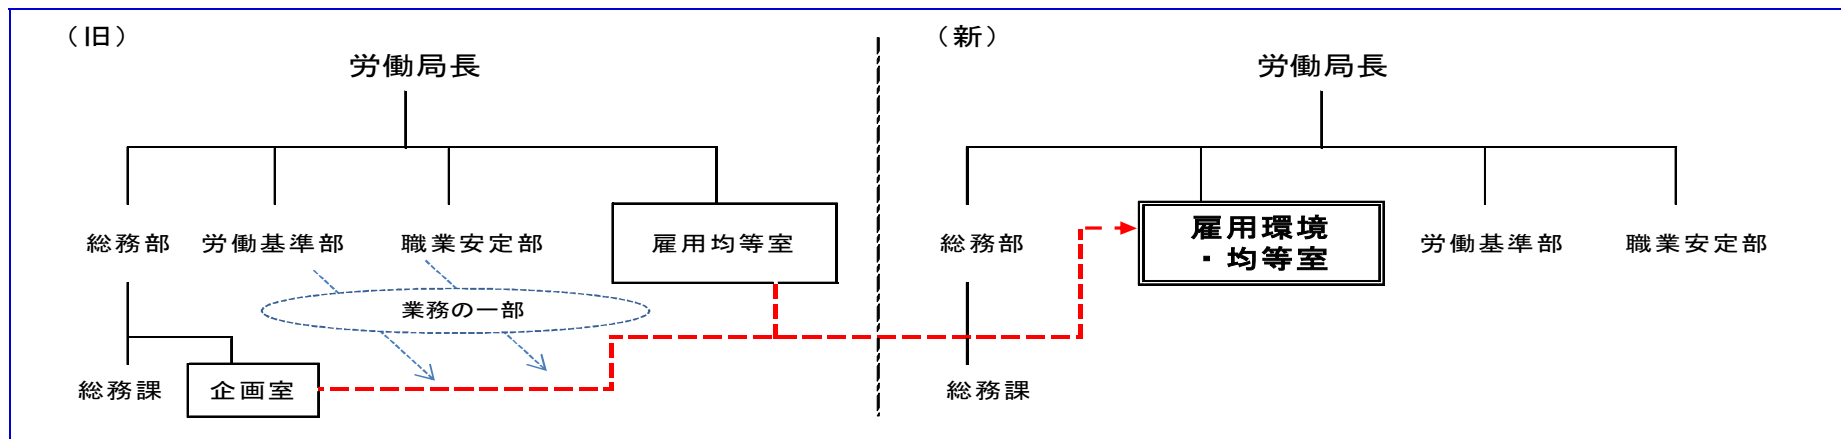 （旧）
労働局長
総務部
労働基準部
職業安定部
雇用均等室
業務の一部
総務課
企画室
（新）
労働局長
総務部
雇用環境
・均等室
労働基準部
職業安定部
総務課